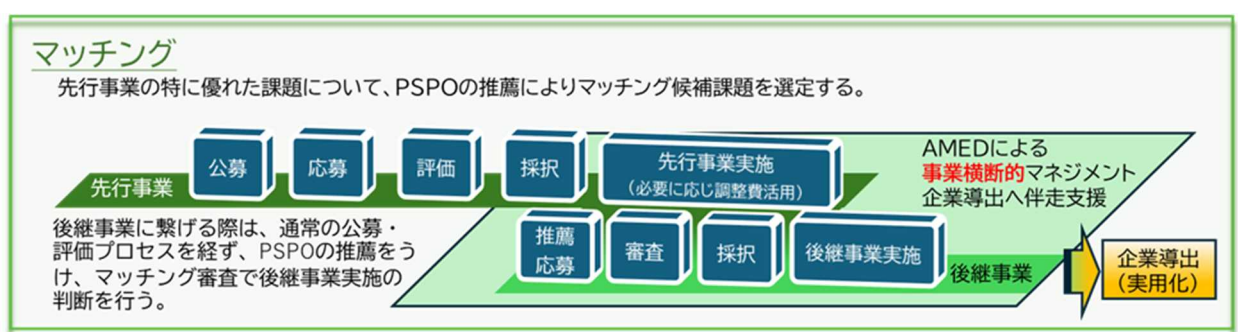 マッチング
先行事業の特に優れた課題について、PSPOの推薦によりマッチング候補課題を選定する。
公募
応募
評価
採択
先行事業実施
（必要に応じ調整費活用）
先行事業
AMEDによる
事業横断的マネジメント
企業導出へ伴走支援
後継事業に繋げる際は、通常の公募・
評価プロセスを経ず、PSPOの推薦をう
け、マッチング審査で後継事業実施の
判断を行う。
推薦
応募
審査
採択
後継事業実施
後継事業
企業導出
（実用化）